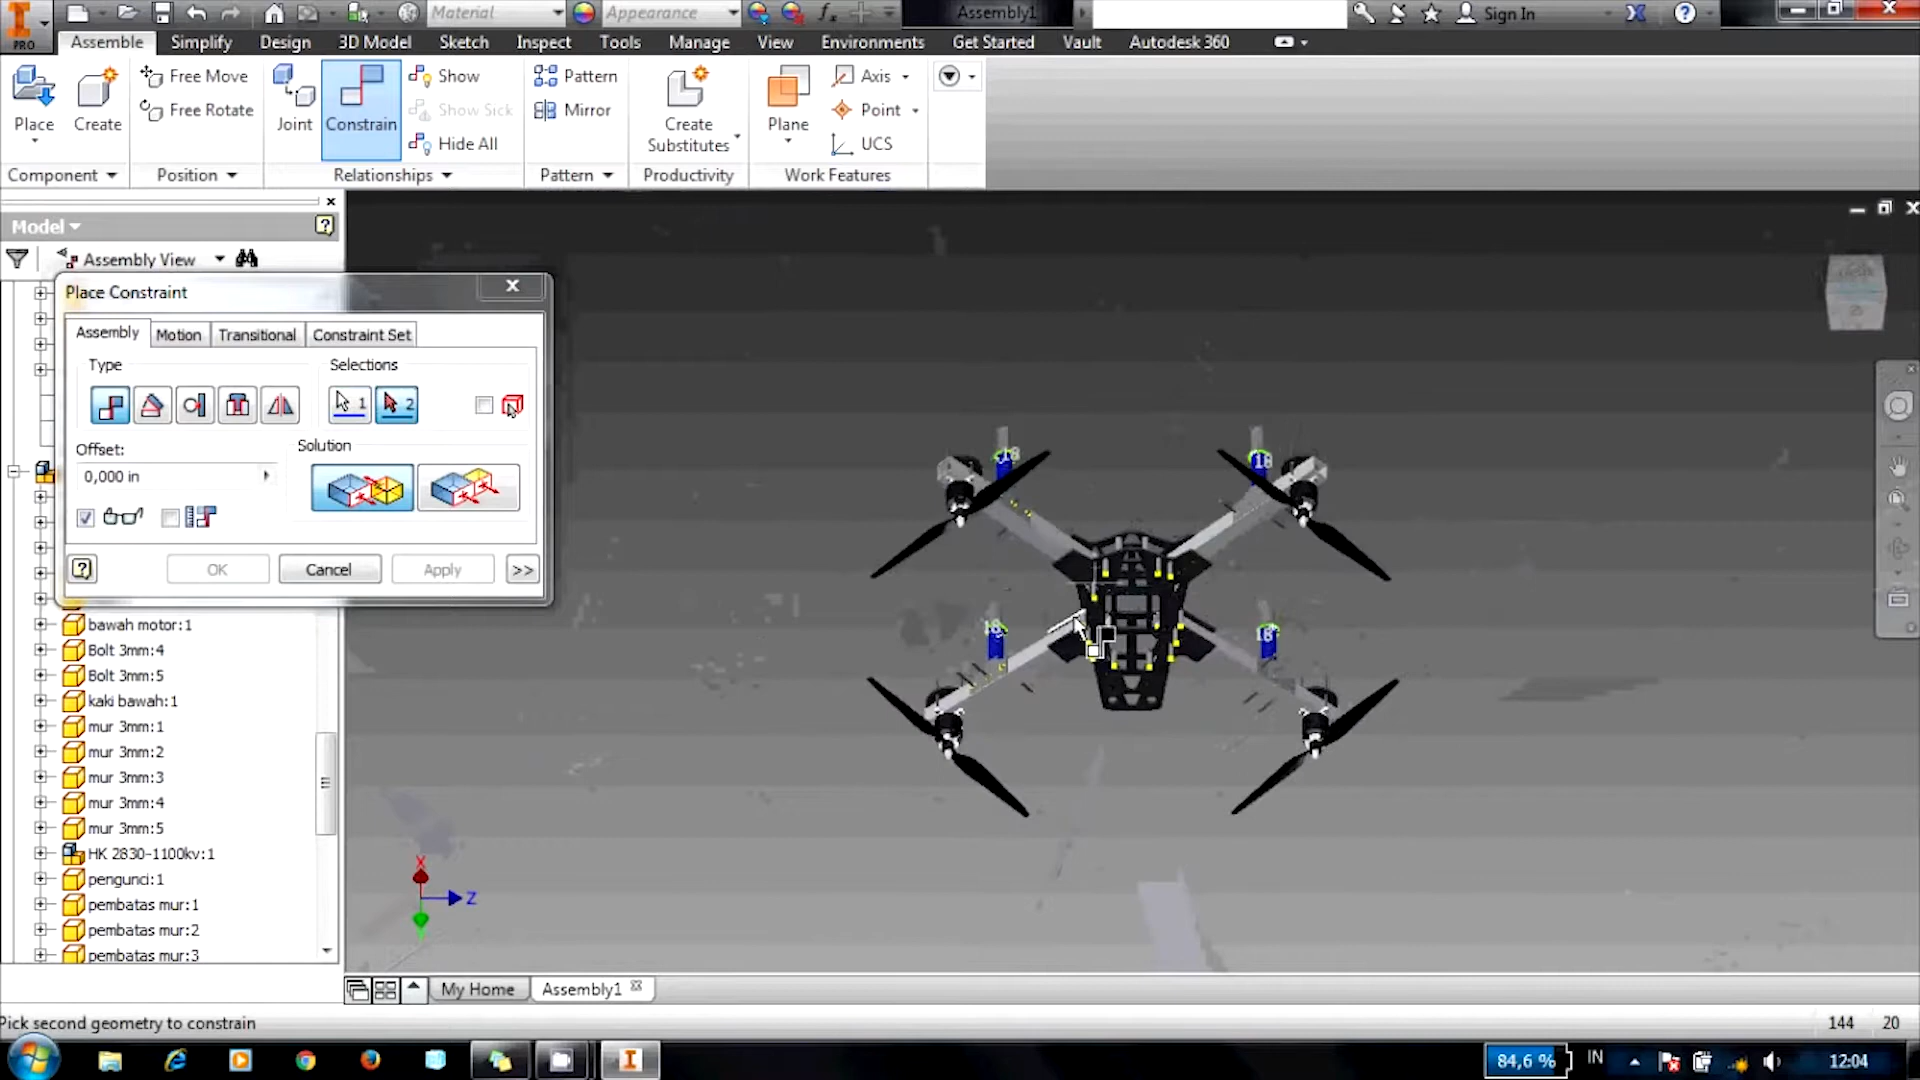 Material
Appearance
fx
Assembly1
Sign In
PRO
Assemble
Simplify
Design
3D Model
Sketch
Inspect
Tools
Manage
View
Environments
Get Started
Vault
Autodesk 360
Place
Create
Free Move
Free Rotate
Joint
Constrain
Show
Show Sick
Hide All
Pattern
Mirror
Create Substitutes
Plane
Axis
Point
UCS
Component
Position
Relationships
Pattern
Productivity
Work Features
Model
Assembly View
Place Constraint
Assembly
Motion
Transitional
Constraint Set
Type
Selections
1
2
Offset:
Solution
0,000 in
OK
Cancel
Apply
>>
bawah motor:1
Bolt 3mm:4
Bolt 3mm:5
kaki bawah:1
mur 3mm:1
mur 3mm:2
mur 3mm:3
mur 3mm:4
mur 3mm:5
HK 2830-1100kv:1
pengunci:1
pembatas mur:1
pembatas mur:2
pembatas mur:3
18
18
18
18
X
Z
My Home
Assembly1
Pick second geometry to constrain
144
20
84,6 %
IN
12:04